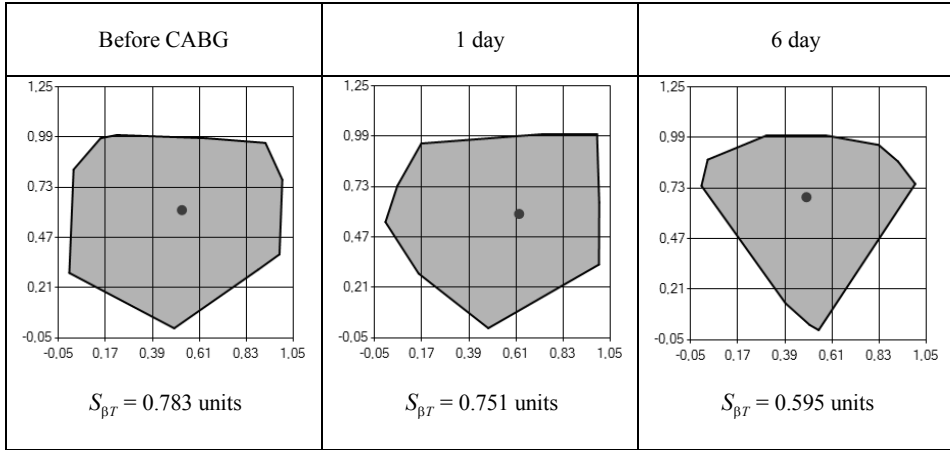 Before CABG
1 day
6 day
1,25
0,99
0,73
0,47
0,21
-0,05
-0,05 0,17 0,39 0,61 0,83 1,05
1,25
0,99
0,73
0,47
0,21
-0,05
-0,05 0,17 0,39 0,61 0,83 1,05
1,25
0,99
0,73
0,47
0,21
-0,05
-0,05 0,17 0,39 0,61 0,83 1,05
SβT = 0.783 units
SβT = 0.751 units
SβT = 0.595 units